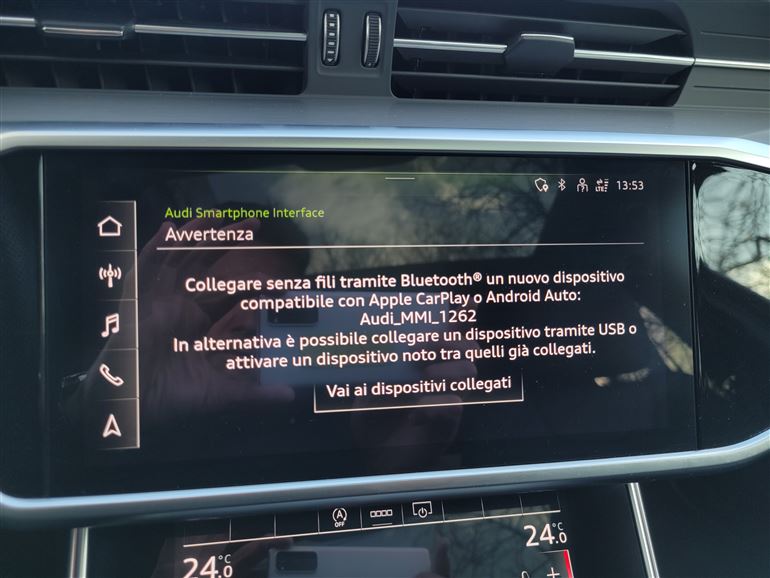 LTE 13:53
Audi Smartphone Interface
Avvertenza
Collegare senza fili tramite Bluetooth® un nuovo dispositivo
compatibile con Apple CarPlay o Android Auto:
Audi_MMI_1262
In alternativa è possibile collegare un dispositivo tramite USB o
attivare un dispositivo noto tra quelli già collegati.
Vai ai dispositivi collegati
A OFF
24.0 °C
24.0 °C